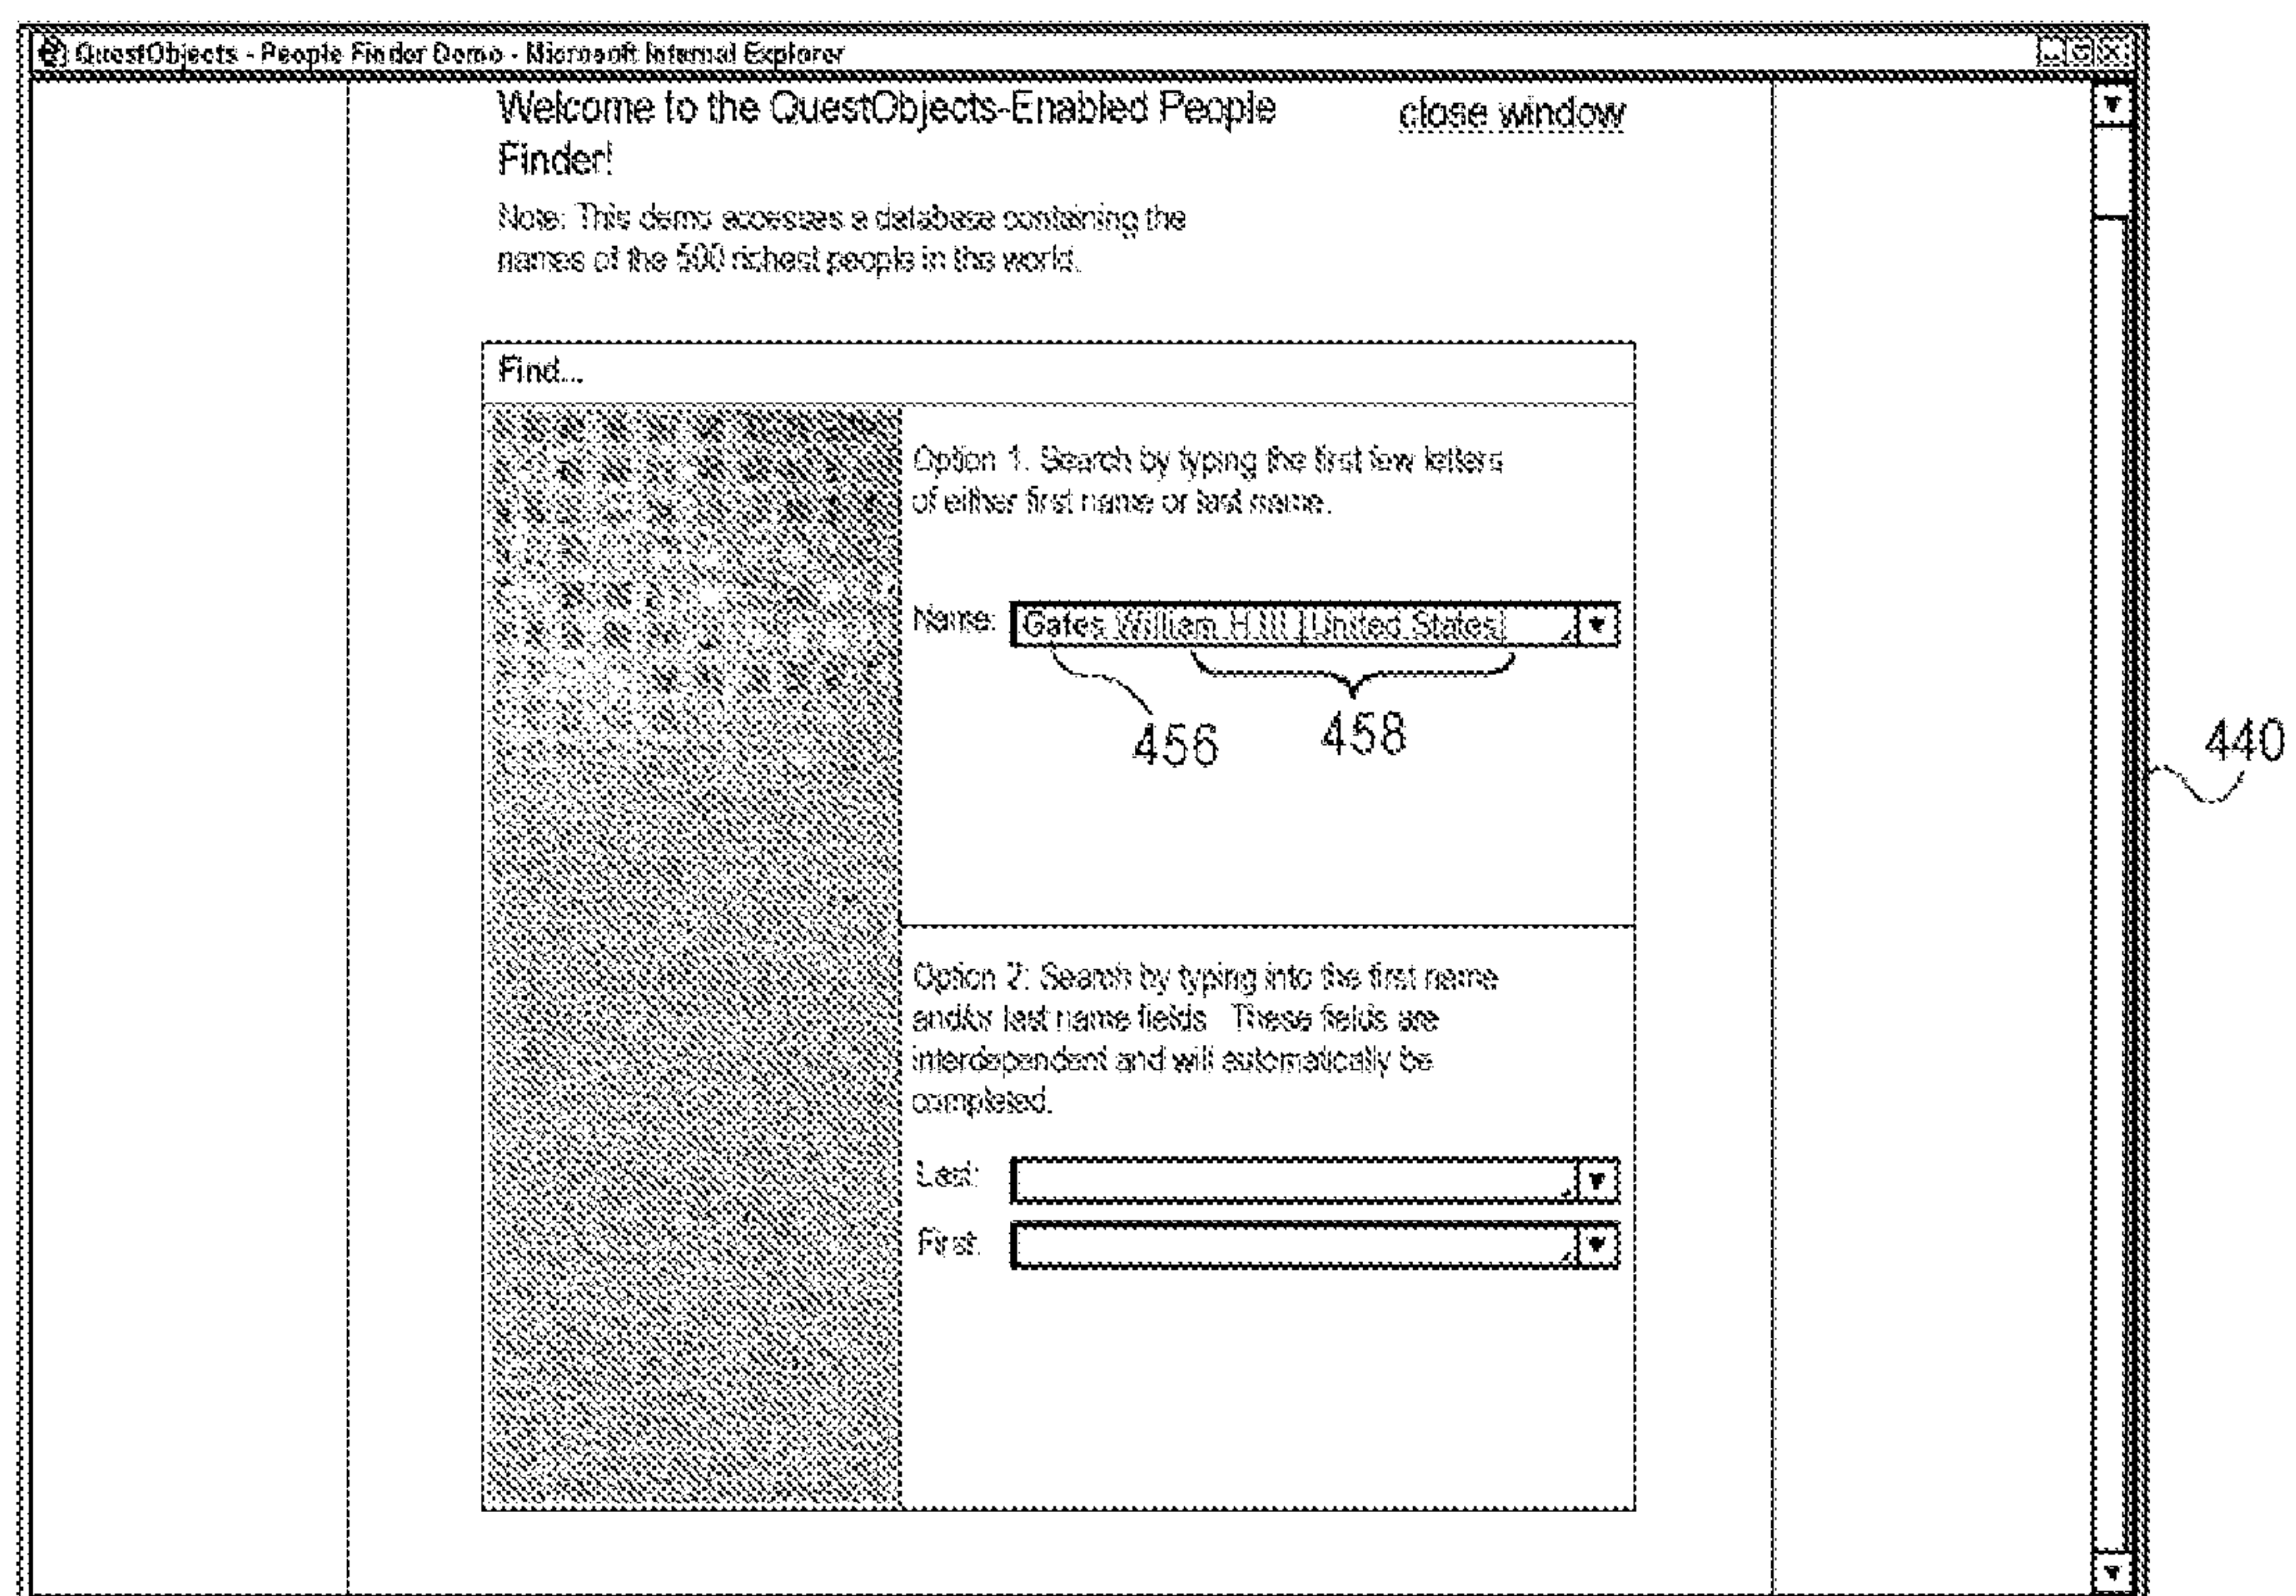 QuestObjects - People Finder Demo - Microsoft Internal Explorer
Welcome to the QuestObjects-Enabled People
Finder!
close window
Note: This demo accesses a database containing the
names of the 500 richest people in the world.
Find...
Option 1. Search by typing the first few letters
of either first name or last name.
Name: Gates William H III [United States]
456
458
440
Option 2: Search by typing into the first name
and/or last name fields. These fields are
interdependent and will automatically be
completed.
Last:
First: